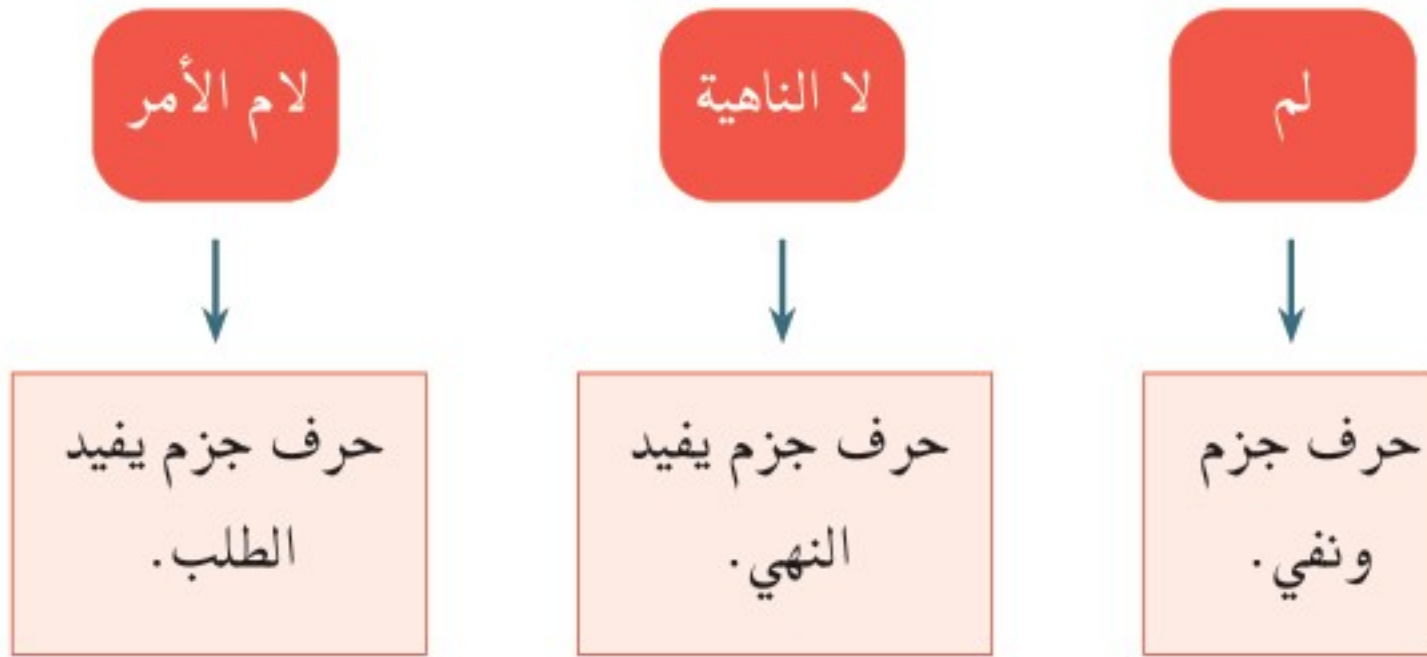 لم
لا الناهية
لام الأمر
حرف جزم
ونفي.
حرف جزم يفيد
النهي.
حرف جزم يفيد
الطلب.